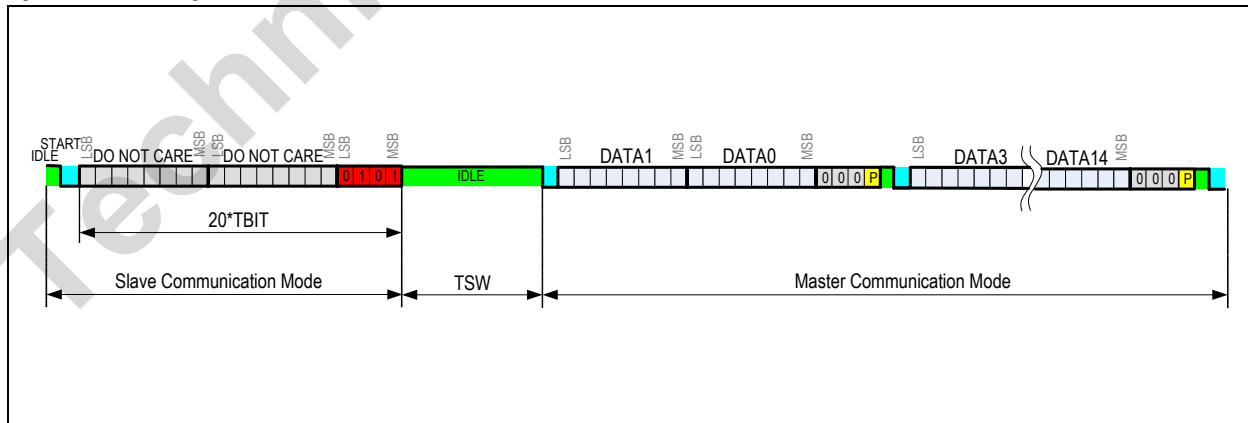 START
IDLE
LSB
DO NOT CARE
MSB
LSB
DO NOT CARE
MSB
LSB
MSB
0 1 0 1
IDLE
LSB
DATA1
MSB
LSB
DATA0
MSB
0 0 0 P
LSB
DATA3
DATA14
MSB
0 0 0 P
20*TBIT
Slave Communication Mode
TSW
Master Communication Mode
Techn